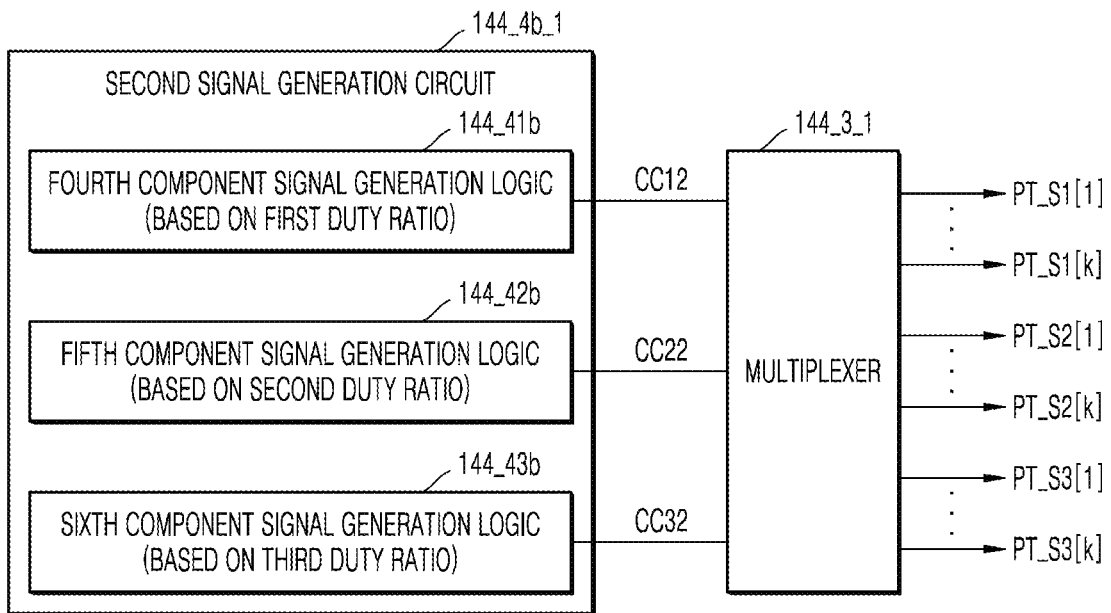 144_4b_1
SECOND SIGNAL GENERATION CIRCUIT
144_41b
FOURTH COMPONENT SIGNAL GENERATION LOGIC
(BASED ON FIRST DUTY RATIO)
144_42b
FIFTH COMPONENT SIGNAL GENERATION LOGIC
(BASED ON SECOND DUTY RATIO)
144_43b
SIXTH COMPONENT SIGNAL GENERATION LOGIC
(BASED ON THIRD DUTY RATIO)
CC12
CC22
CC32
144_3_1
MULTIPLEXER
PT_S1[1]
PT_S1[k]
PT_S2[1]
PT_S2[k]
PT_S3[1]
PT_S3[k]